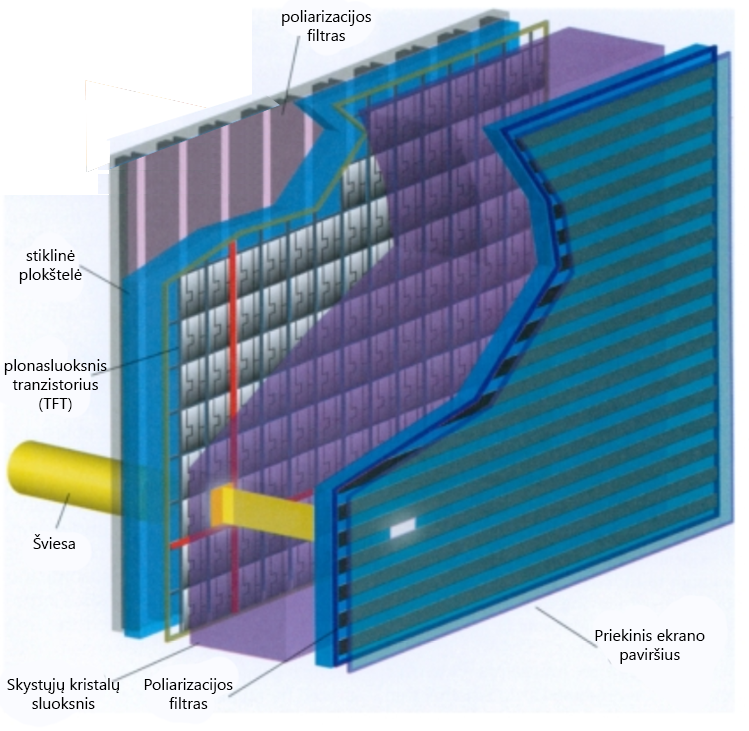 poliarizacijos
filtras
stiklinė
plokštelė
plonasluoksnis
tranzistorius
(TFT)
Šviesa
Skystųjų kristalų
sluoksnis
Poliarizacijos
filtras
Priekinis ekrano
paviršius